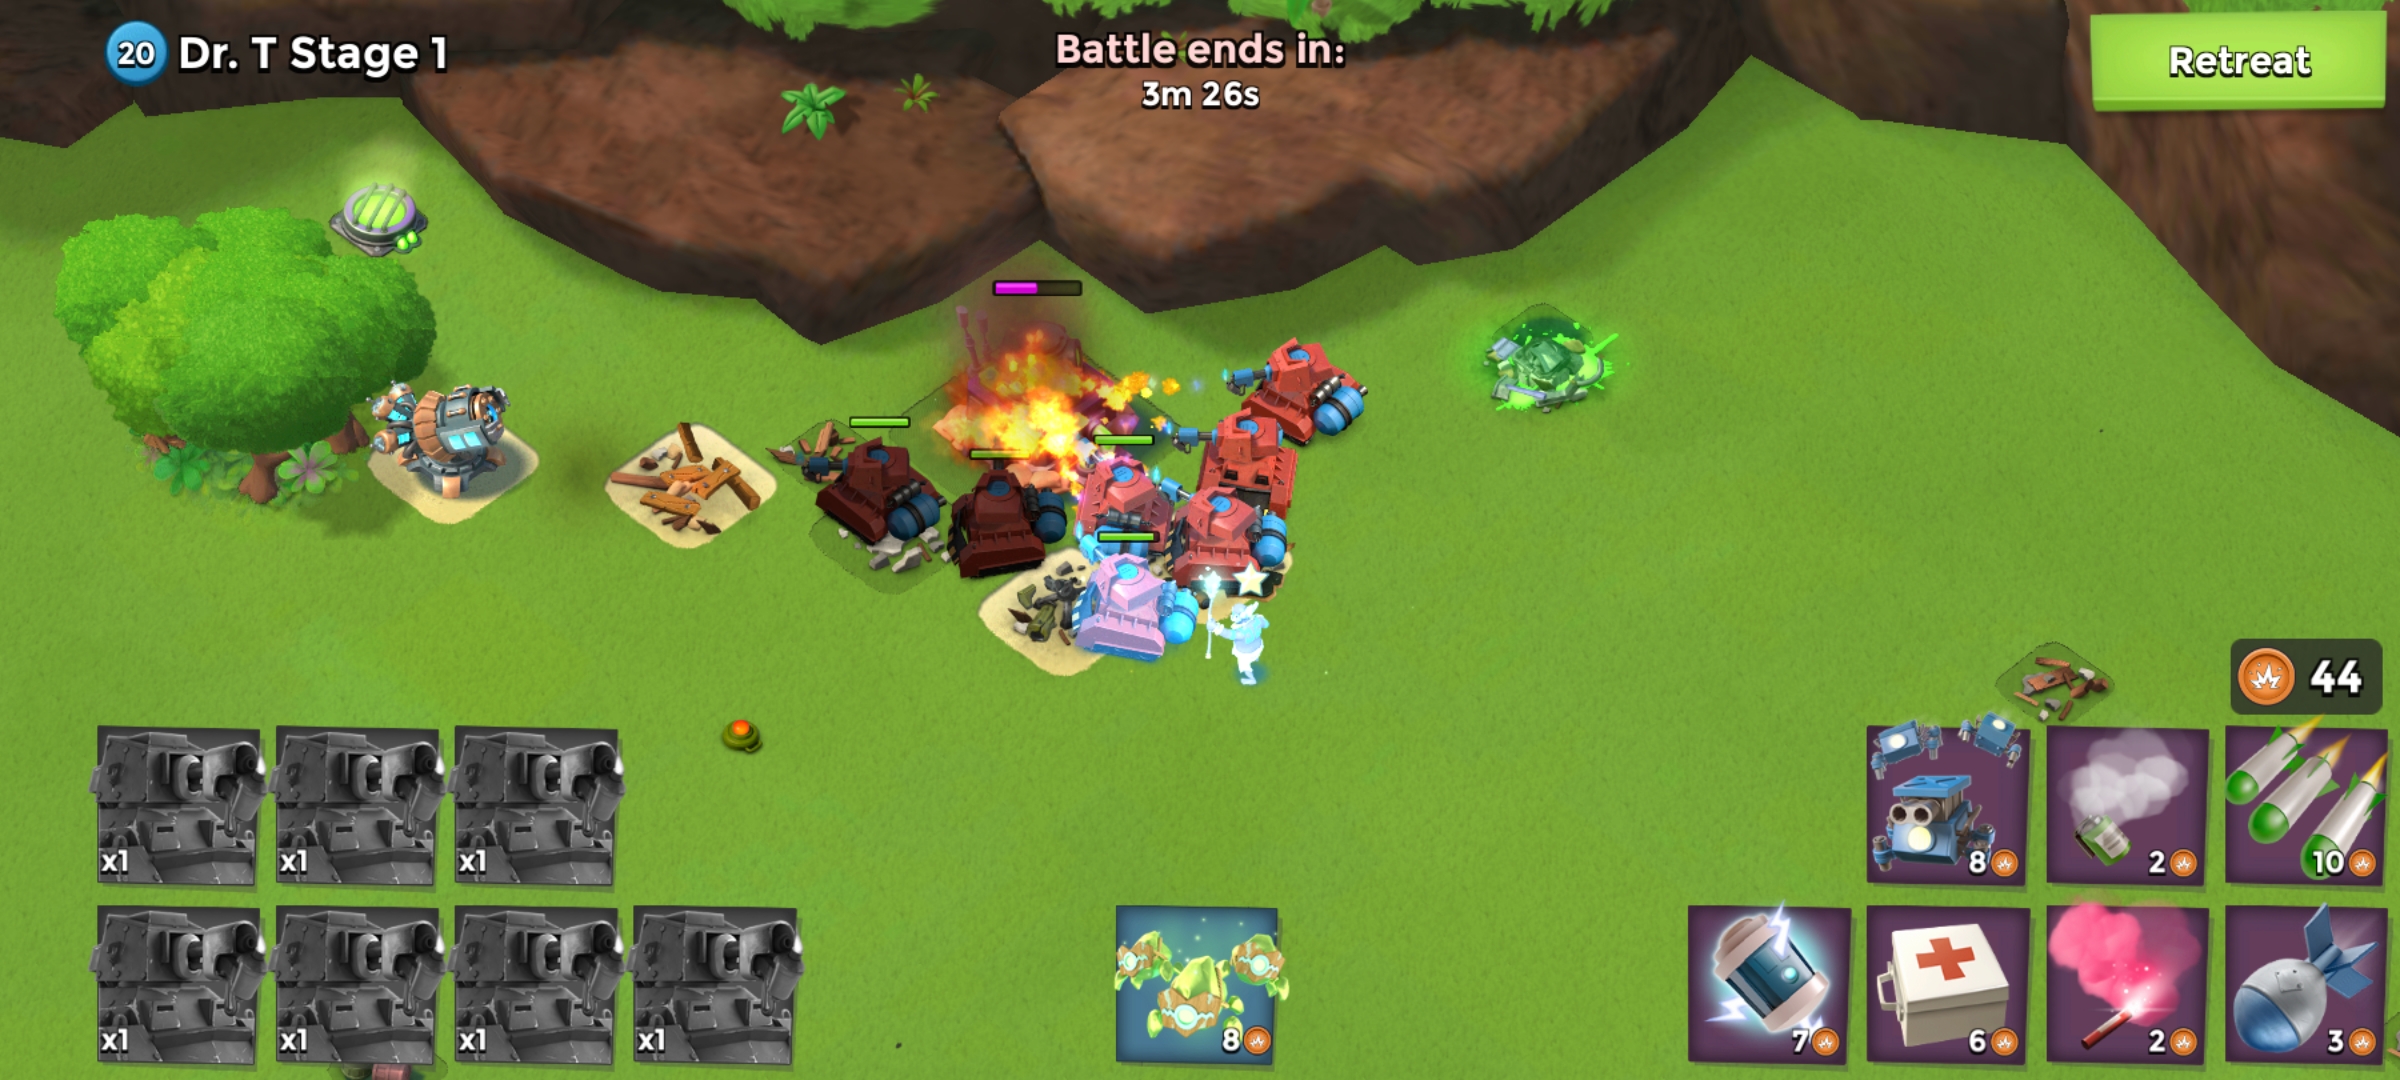 20 Dr. T Stage 1
Battle ends in:
3m 26s
Retreat
44
x1 x1 x1
8 2 10
x1 x1 x1 x1
8
7 6 2 3